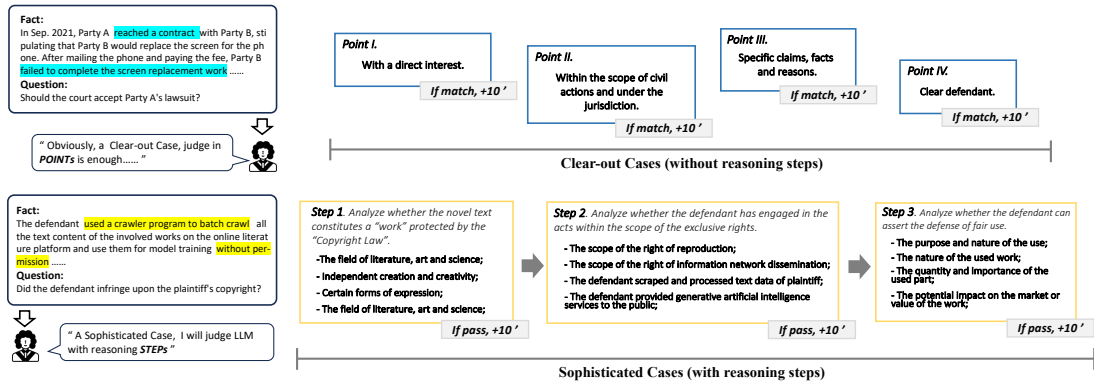 Fact:
In Sep. 2021, Party A reached a contract with Party B, sti
pulating that Party B would replace the screen for the ph
one. After mailing the phone and paying the fee, Party B
failed to complete the screen replacement work ......
Question:
Should the court accept Party A's lawsuit?
" Obviously, a Clear-out Case, judge in
POINTs is enough...... "
Point I.
With a direct interest.
If match, +10 '
Point II.
Within the scope of civil
actions and under the
jurisdiction.
If match, +10 '
Point III.
Specific claims, facts
and reasons.
If match, +10 '
Point IV.
Clear defendant.
If match, +10 '
Clear-out Cases (without reasoning steps)
Fact:
The defendant used a crawler program to batch crawl all
the text content of the involved works on the online literat
ure platform and use them for model training without per-
mission ......
Question:
Did the defendant infringe upon the plaintiff's copyright?
" A Sophisticated Case, I will judge LLM
with reasoning STEPs "
Step 1. Analyze whether the novel text
constitutes a "work" protected by the
"Copyright Law".
-The field of literature, art and science;
- Independent creation and creativity;
- Certain forms of expression;
- The field of literature, art and science;
If pass, +10 '
Step 2. Analyze whether the defendant has engaged in the
acts within the scope of the exclusive rights.
- The scope of the right of reproduction;
- The scope of the right of information network dissemination;
- The defendant scraped and processed text data of plaintiff;
- The defendant provided generative artificial intelligence
services to the public;
If pass, +10 '
Step 3. Analyze whether the defendant can
assert the defense of fair use.
- The purpose and nature of the use;
- The nature of the used work;
- The quantity and importance of the
used part;
- The potential impact on the market or
value of the work;
If pass, +10 '
Sophisticated Cases (with reasoning steps)